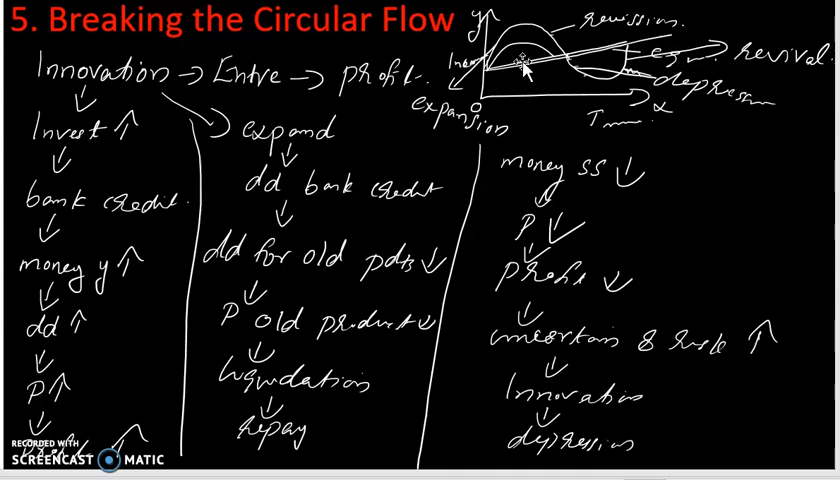 5. Breaking the Circular Flow
y
recission.
revival.
depression
expansion
O
x
Innovation → Entre → profit.
Invest ↑
bank credit.
money y ↑
dd ↑
P ↑
expand
dd bank credit
dd for old pdts ↓
P old product ↓
liquidation
repay
money ss ↓
P ↓
profit ↓
uncertain & risk ↑
Innovation
depression
RECORDED WITH
SCREENCAST O MATIC